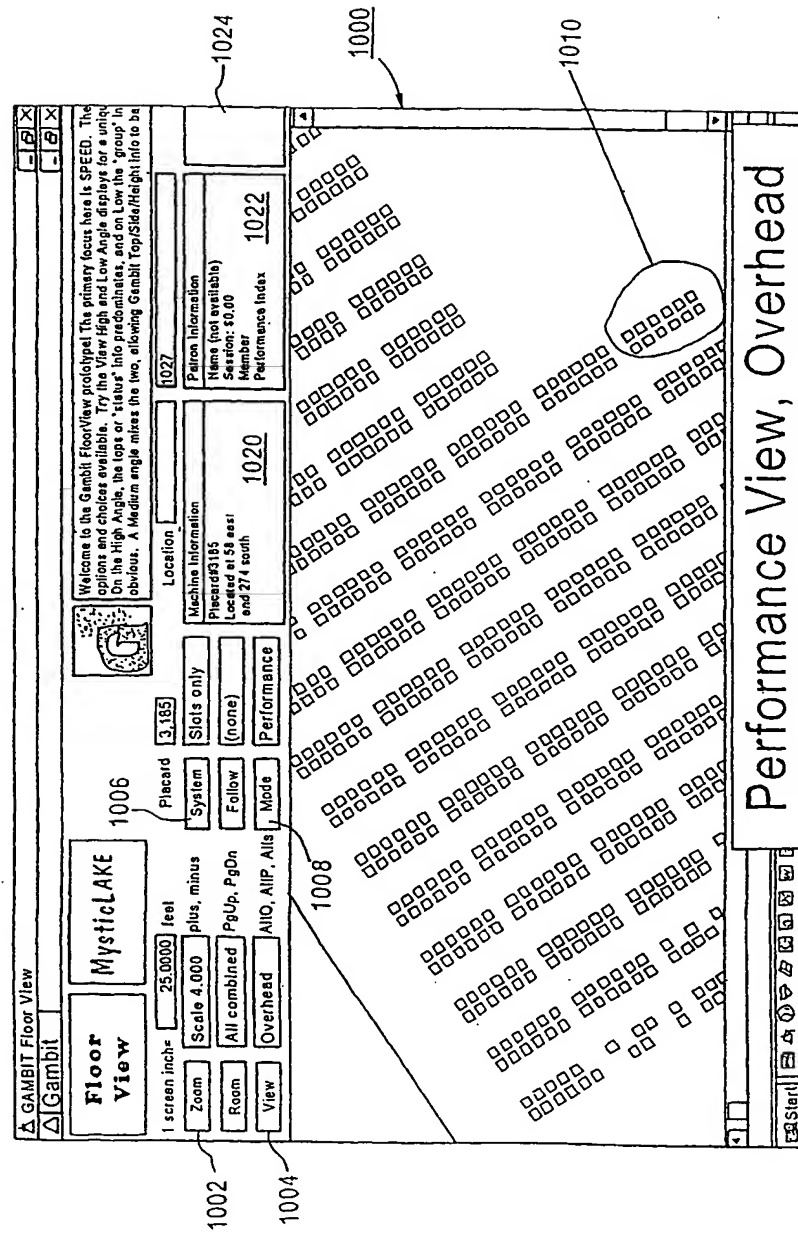 GAMBIT Floor View
Gambit
Floor View
MysticLAKE
Welcome to the Gambit FloorView prototype! The primary focus here is SPEED. The
options and choices available. Try the View High and Low Angle displays for a uniqu
On the High Angle, the tops or "status" info predominates, and on Low the "group" in
obvious. A Medium angle mixes the two, allowing Gambit Top/Side/Height info to be
1 screen inch= 25.0000 feet
Placard 3,185
Location
1027
Zoom Scale 4.000 plus, minus
System Slots only
Room All combined PgUp, PgDn
Follow (none)
View Overhead AltO, AltP, Alts
Mode Performance
Machine Information
Placard#3185
Located at 58 east
and 274 south
1020
Patron Information
Name (not available)
Session: $0.00
Member
Performance Index
1022
1002
1004
1006
1008
1024
1000
1010
Start
Performance View, Overhead